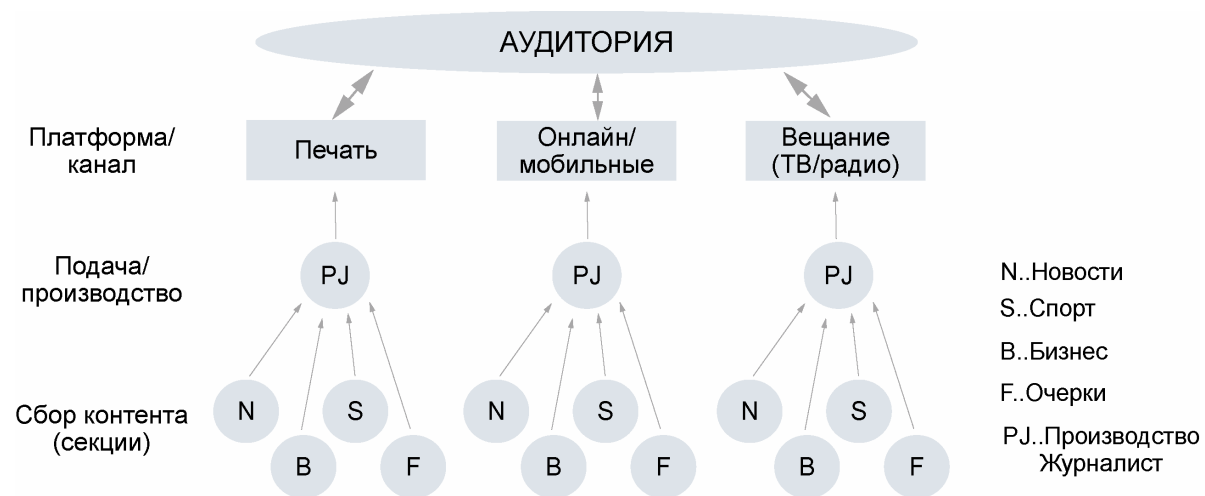 АУДИТОРИЯ
Платформа/
канал
Печать
Онлайн/
мобильные
Вещание
(ТВ/радио)
Подача/
производство
PJ
PJ
PJ
Сбор контента
(секции)
N
B
S
F
N
B
S
F
N
B
S
F
N..Новости
S..Спорт
B..Бизнес
F..Очерки
PJ..Производство
Журналист